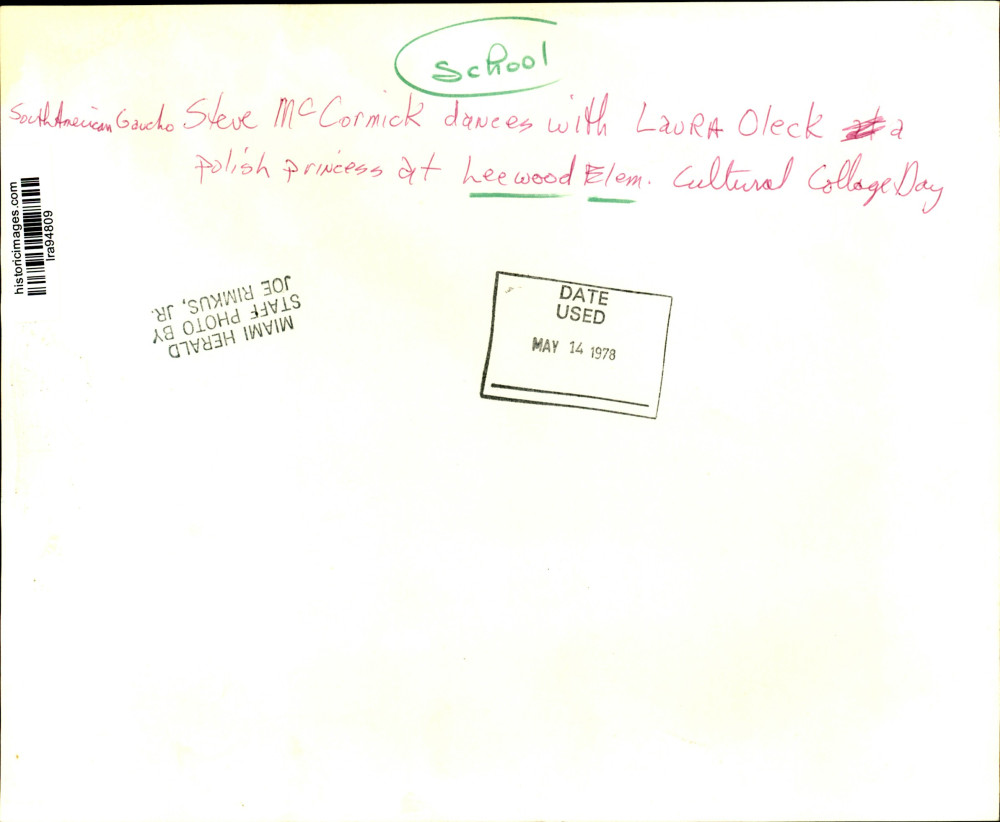 School
South American Gaucho Steve McCormick dances with Laura Oleck a
polish princess at Leewood Elem. Cultural Collage Day
historicimages.com
lra94809
MIAMI HERALD
STAFF PHOTO BY
JOE RIMKUS, JR.
DATE
USED
MAY 14 1978